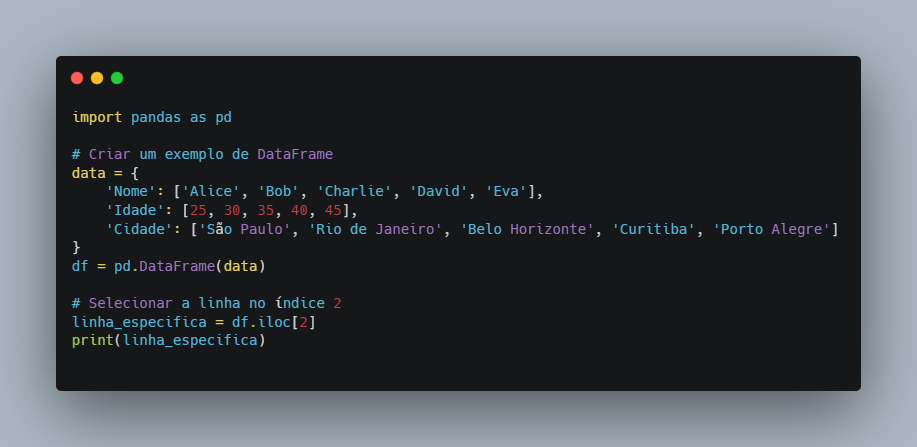 import pandas as pd
# Criar um exemplo de DataFrame
data = {
    'Nome': ['Alice', 'Bob', 'Charlie', 'David', 'Eva'],
    'Idade': [25, 30, 35, 40, 45],
    'Cidade': ['São Paulo', 'Rio de Janeiro', 'Belo Horizonte', 'Curitiba', 'Porto Alegre']
}
df = pd.DataFrame(data)
# Selecionar a linha no índice 2
linha_especifica = df.iloc[2]
print(linha_especifica)